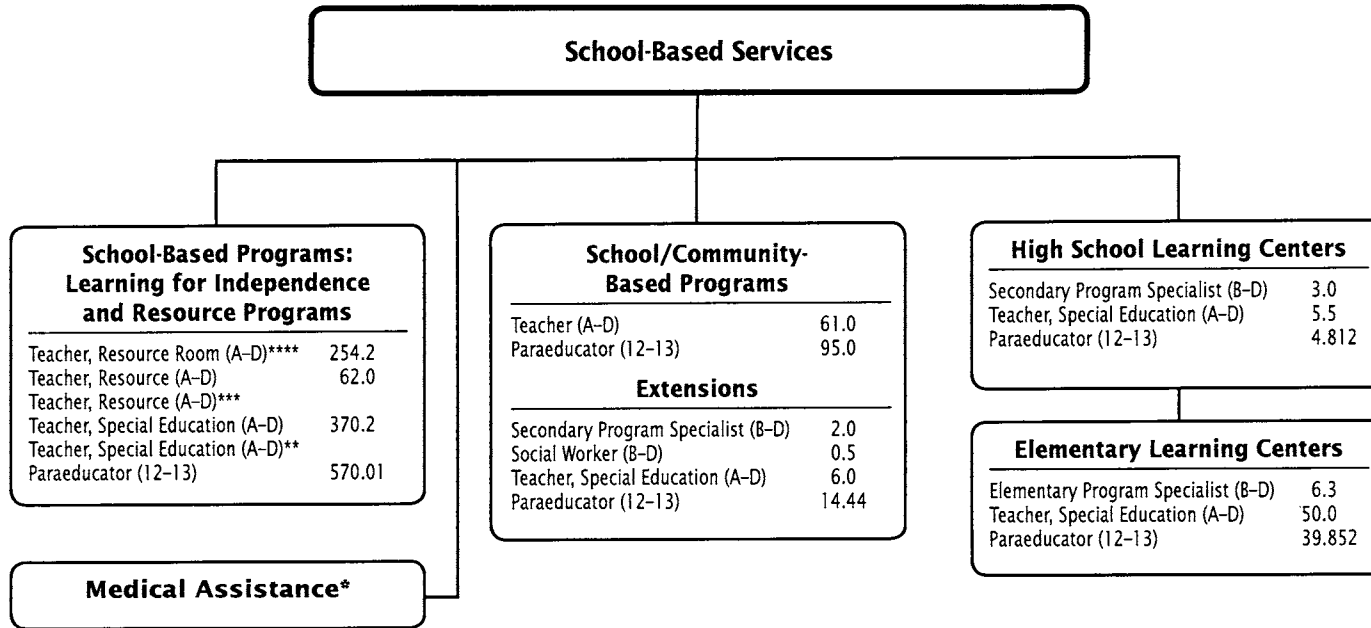 School-Based Services
School-Based Programs:
Learning for Independence
and Resource Programs
Teacher, Resource Room (A–D)**** 254.2
Teacher, Resource (A–D) 62.0
Teacher, Resource (A–D)***
Teacher, Special Education (A–D) 370.2
Teacher, Special Education (A–D)**
Paraeducator (12–13) 570.01
Medical Assistance*
School/Community-
Based Programs
Teacher (A–D) 61.0
Paraeducator (12–13) 95.0
Extensions
Secondary Program Specialist (B–D) 2.0
Social Worker (B–D) 0.5
Teacher, Special Education (A–D) 6.0
Paraeducator (12–13) 14.44
High School Learning Centers
Secondary Program Specialist (B–D) 3.0
Teacher, Special Education (A–D) 5.5
Paraeducator (12–13) 4.812
Elementary Learning Centers
Elementary Program Specialist (B–D) 6.3
Teacher, Special Education (A–D) 50.0
Paraeducator (12–13) 39.852